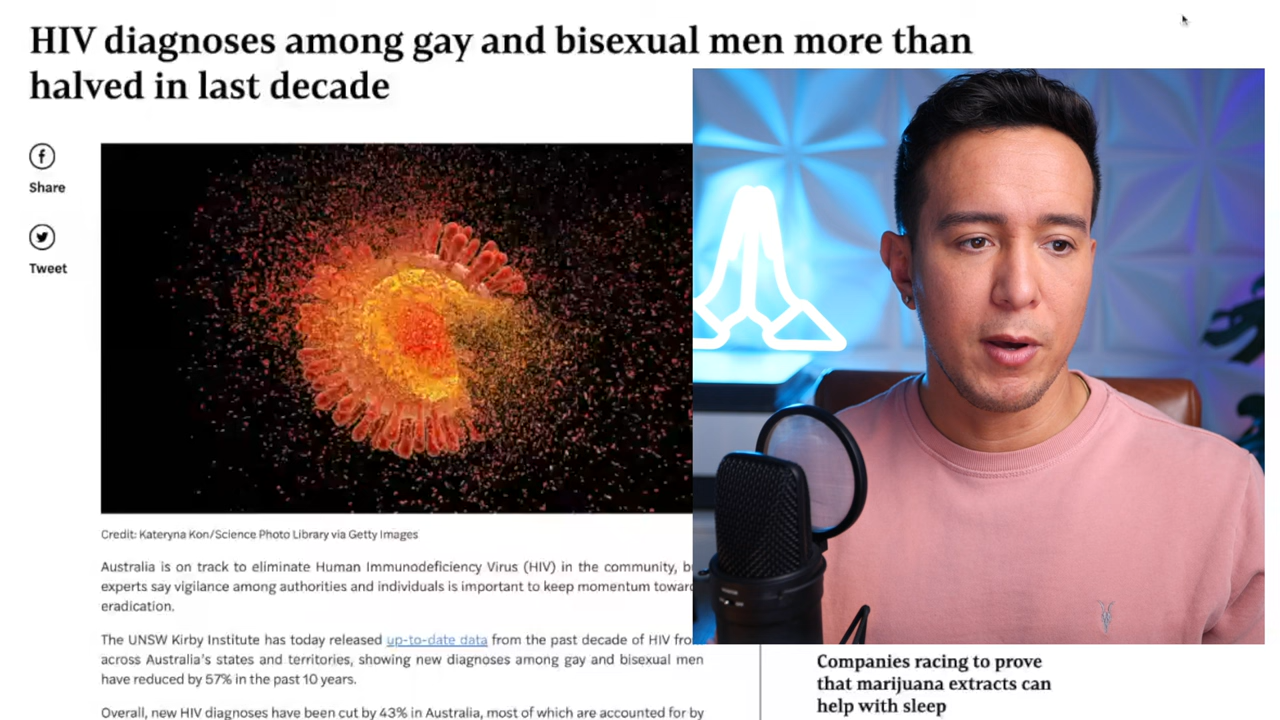 HIV diagnoses among gay and bisexual men more than
halved in last decade
Share
Tweet
Credit: Kateryna Kon/Science Photo Library via Getty Images
Australia is on track to eliminate Human Immunodeficiency Virus (HIV) in the community,
experts say vigilance among authorities and individuals is important to keep momentum
eradication.
The UNSW Kirby Institute has today released up-to-date data from the past decade of HIV
across Australia's states and territories, showing new diagnoses among gay and bisexual men
have reduced by 57% in the past 10 years.
Overall, new HIV diagnoses have been cut by 43% in Australia, most of which are accounted for by
Companies racing to prove
that marijuana extracts can
help with sleep